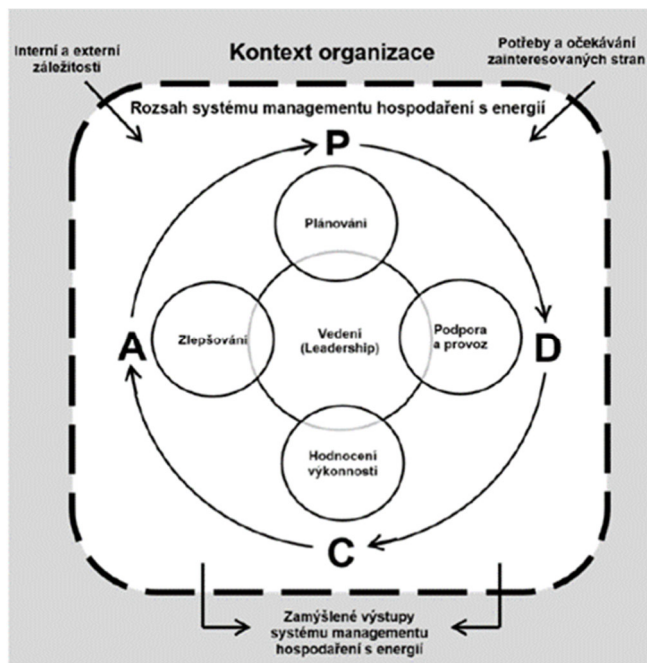 Interní a externí
záležitosti
Kontext organizace
Potřeby a očekávání
zainteresovaných stran
Rozsah systému managementu hospodaření s energií
P
Plánování
A
Zlepšování
Vedení
(Leadership)
Podpora
a provoz
D
Hodnocení
výkonnosti
C
Zamýšlené výstupy
systému managementu
hospodaření s energií